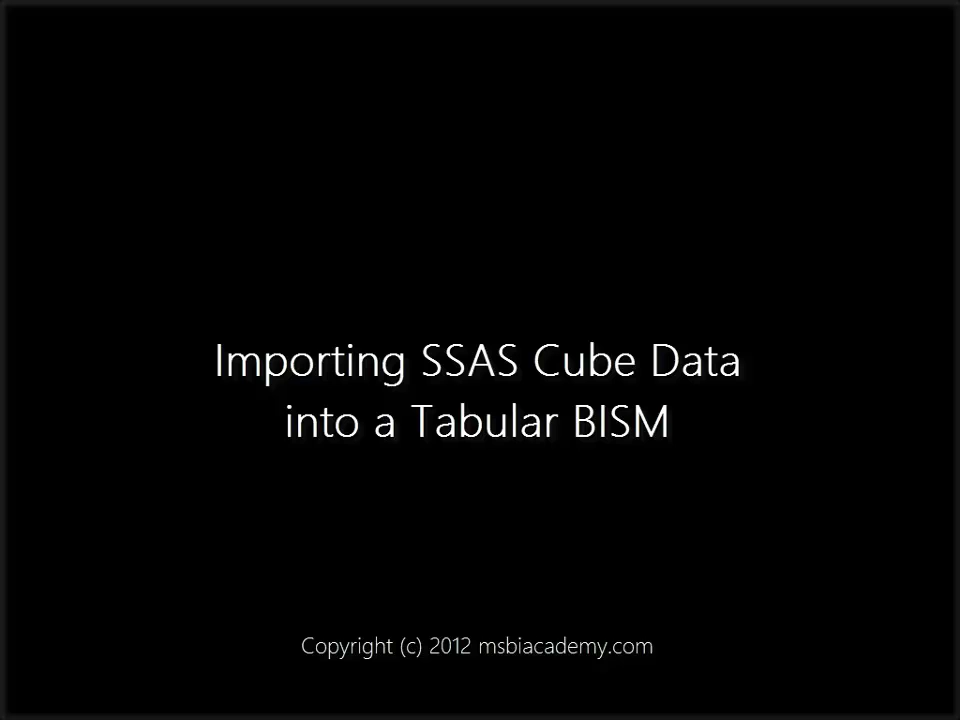 Importing SSAS Cube Data
into a Tabular BISM
Copyright (c) 2012 msbiacademy.com